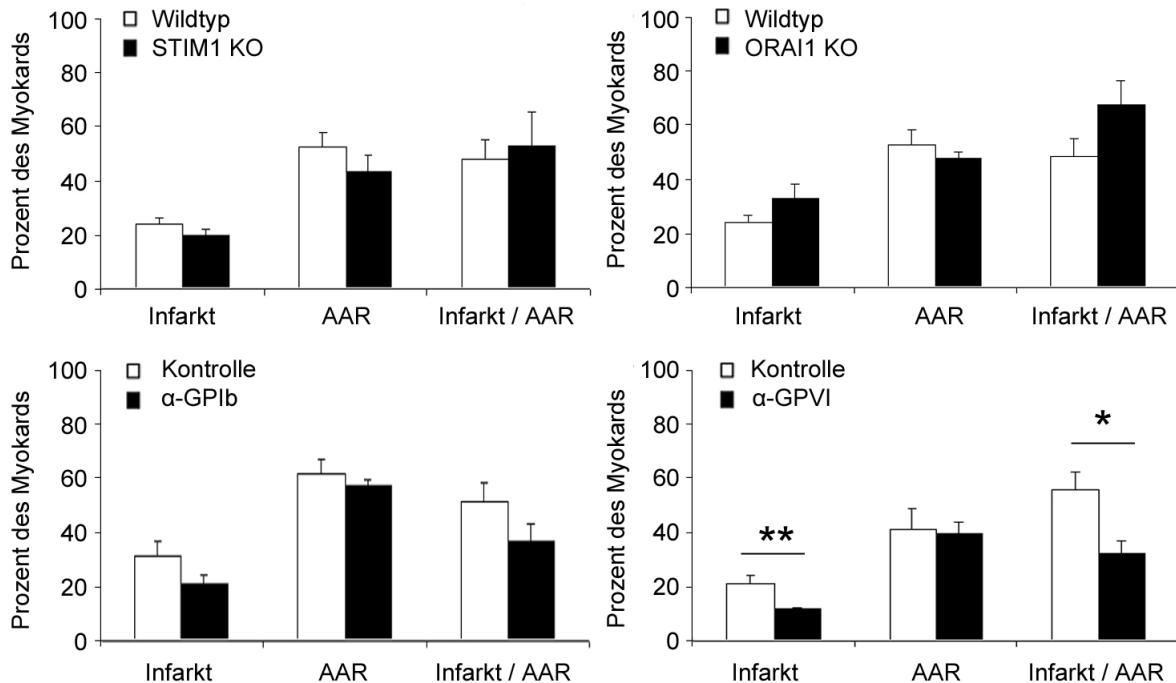 Prozent des Myokards
100
80
60
40
20
0
Wildtyp
STIM1 KO
Infarkt AAR Infarkt / AAR
Prozent des Myokards
100
80
60
40
20
0
Wildtyp
ORAI1 KO
Infarkt AAR Infarkt / AAR
Prozent des Myokards
100
80
60
40
20
0
Kontrolle
α-GPIb
Infarkt AAR Infarkt / AAR
Prozent des Myokards
100
80
60
40
20
0
Kontrolle
α-GPVI
**
*
Infarkt AAR Infarkt / AAR